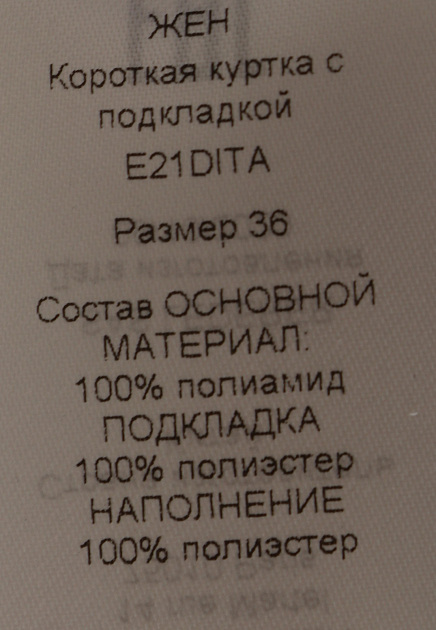 ЖЕН
Короткая куртка с
подкладкой
E21DITA
Размер 36
Состав ОСНОВНОЙ
МАТЕРИАЛ:
100% полиамид
ПОДКЛАДКА
100% полиэстер
НАПОЛНЕНИЕ
100% полиэстер